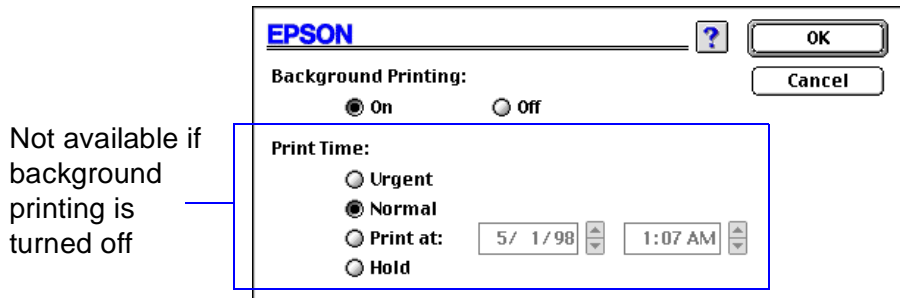 EPSON
? OK
Background Printing:
Cancel
On Off
Not available if
background
printing is
turned off
Print Time:
Urgent
Normal
Print at: 5/ 1/98 1:07 AM
Hold